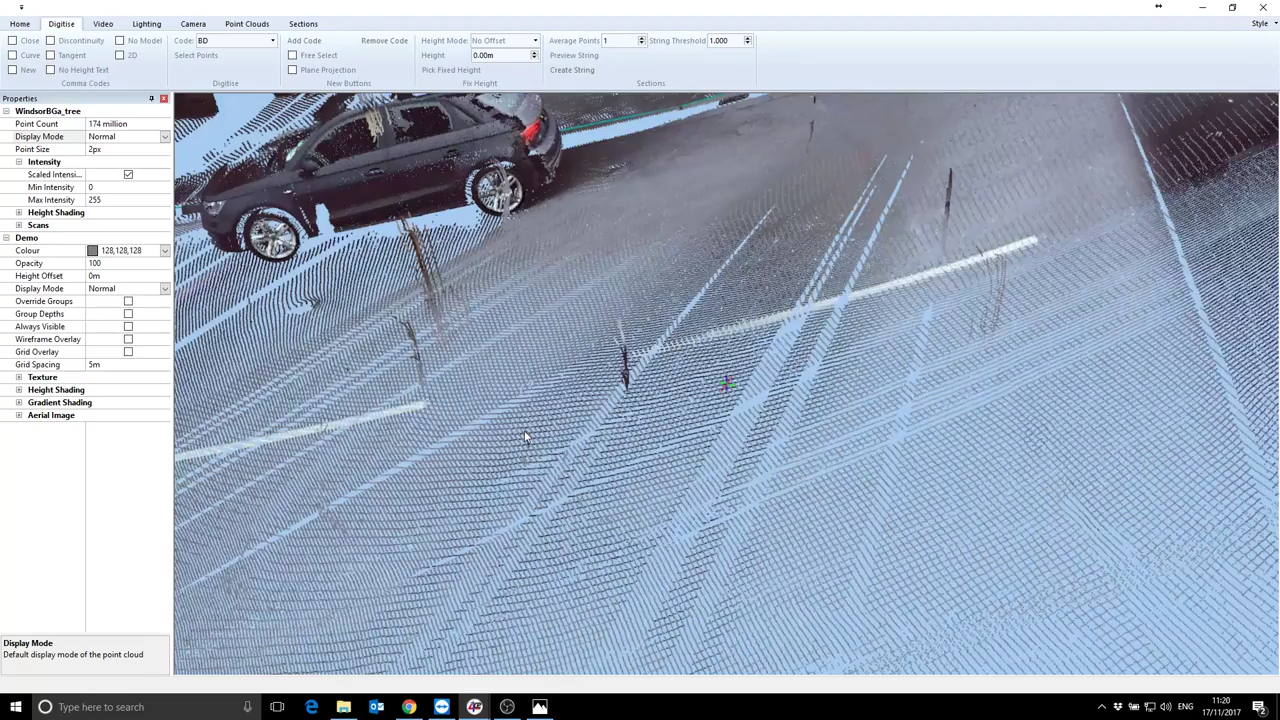 Home Digitise Video Lighting Camera Point Clouds Sections Style
Close Discontinuity No Model Code: BD Add Code Remove Code Height Mode: No Offset Average Points 1 String Threshold 1.000
Curve Tangent 2D Select Points Free Select Height 0.00m Preview String
New No Height Text Plane Projection Pick Fixed Height Create String
Comma Codes Digitise New Buttons Fix Height Sections
Properties
WindsorBGa_tree
Point Count 174 million
Display Mode Normal
Point Size 2px
Intensity
Scaled Intensi...
Min Intensity 0
Max Intensity 255
Height Shading
Scans
Demo
Colour 128,128,128
Opacity 100
Height Offset 0m
Display Mode Normal
Override Groups
Group Depths
Always Visible
Wireframe Overlay
Grid Overlay
Grid Spacing 5m
Texture
Height Shading
Gradient Shading
Aerial Image
Display Mode
Default display mode of the point cloud
Type here to search
ENG
11:20
17/11/2017
2